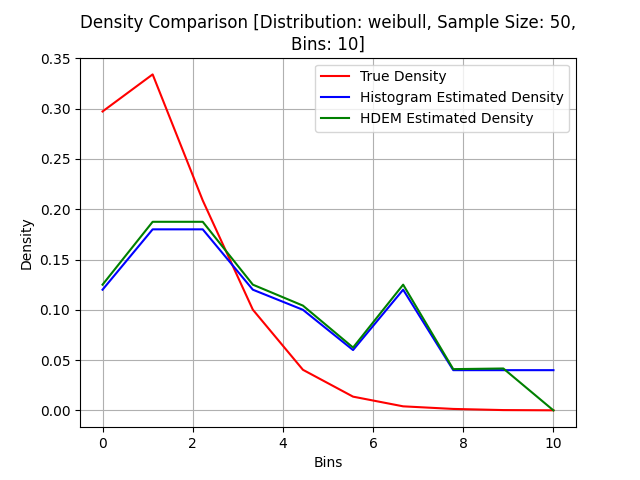 Density Comparison [Distribution: weibull, Sample Size: 50,
Bins: 10]
True Density
Histogram Estimated Density
HDEM Estimated Density
Density
0.35
0.30
0.25
0.20
0.15
0.10
0.05
0.00
0 2 4 6 8 10
Bins